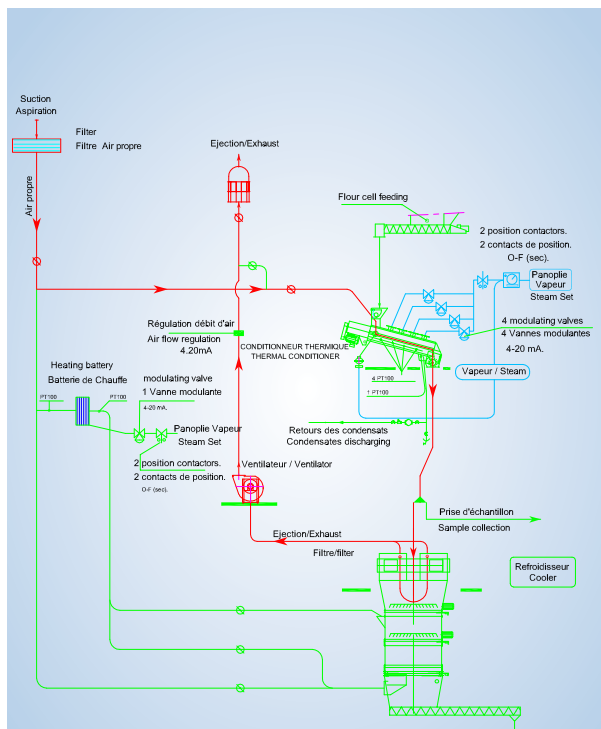 Suction
Aspiration
Filter
Filtre Air propre
Air propre
Ejection/Exhaust
Flour cell feeding
2 position contactors.
2 contacts de position.
O-F (sec).
Panoplie
Vapeur
Steam Set
4 modulating valves
4 Vannes modulantes
4-20 mA.
Régulation débit d'air
Air flow regulation
4.20mA
CONDITIONNEUR THERMIQUE
THERMAL CONDITIONER
Vapeur / Steam
4 PT100
1 PT100
Heating battery
Batterie de Chauffe
PT100
PT100
modulating valve
1 Vanne modulante
4-20 mA.
Panoplie Vapeur
Steam Set
2 position contactors.
2 contacts de position.
O-F (sec).
Retours des condensats
Condensates discharging
Ventilateur / Ventilator
Prise d'échantillon
Sample collection
Ejection/Exhaust
Filtre/filter
Refroidisseur
Cooler